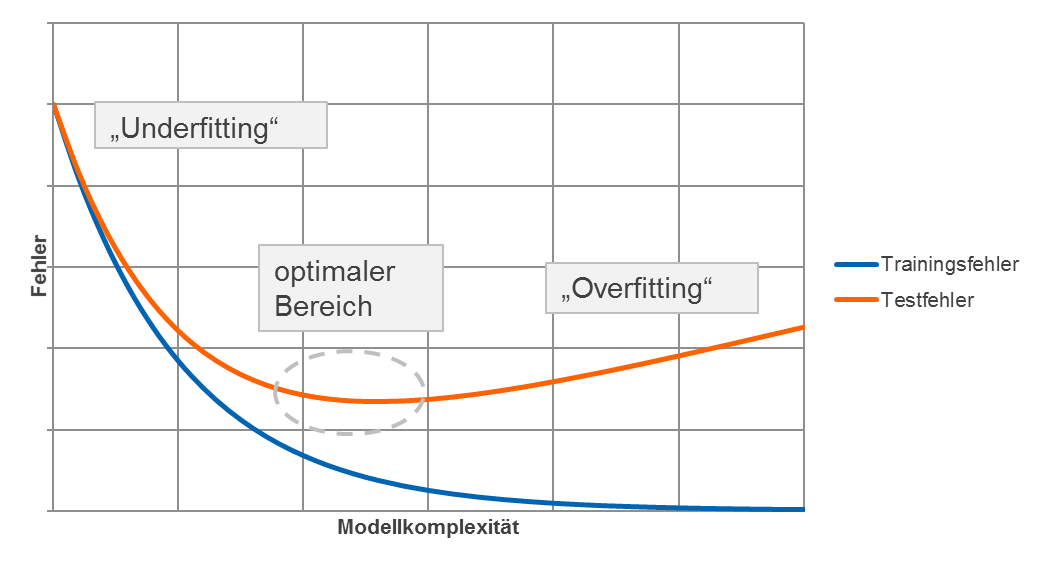 „Underfitting“
Fehler
optimaler
Bereich
„Overfitting“
Trainingsfehler
Testfehler
Modellkomplexität